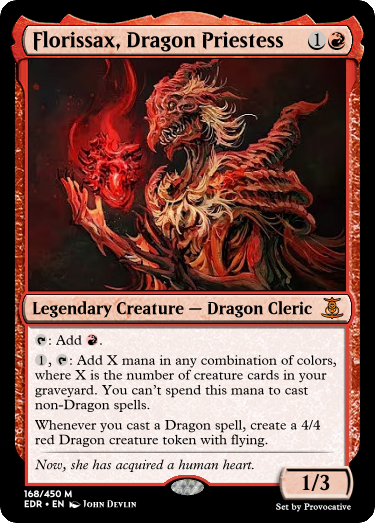 Florissax, Dragon Priestess 1
Legendary Creature — Dragon Cleric
: Add .
1, : Add X mana in any combination of colors,
where X is the number of creature cards in your
graveyard. You can't spend this mana to cast
non-Dragon spells.
Whenever you cast a Dragon spell, create a 4/4
red Dragon creature token with flying.
Now, she has acquired a human heart.
1/3
168/450 M
EDR • EN John Devlin
Set by Provocative